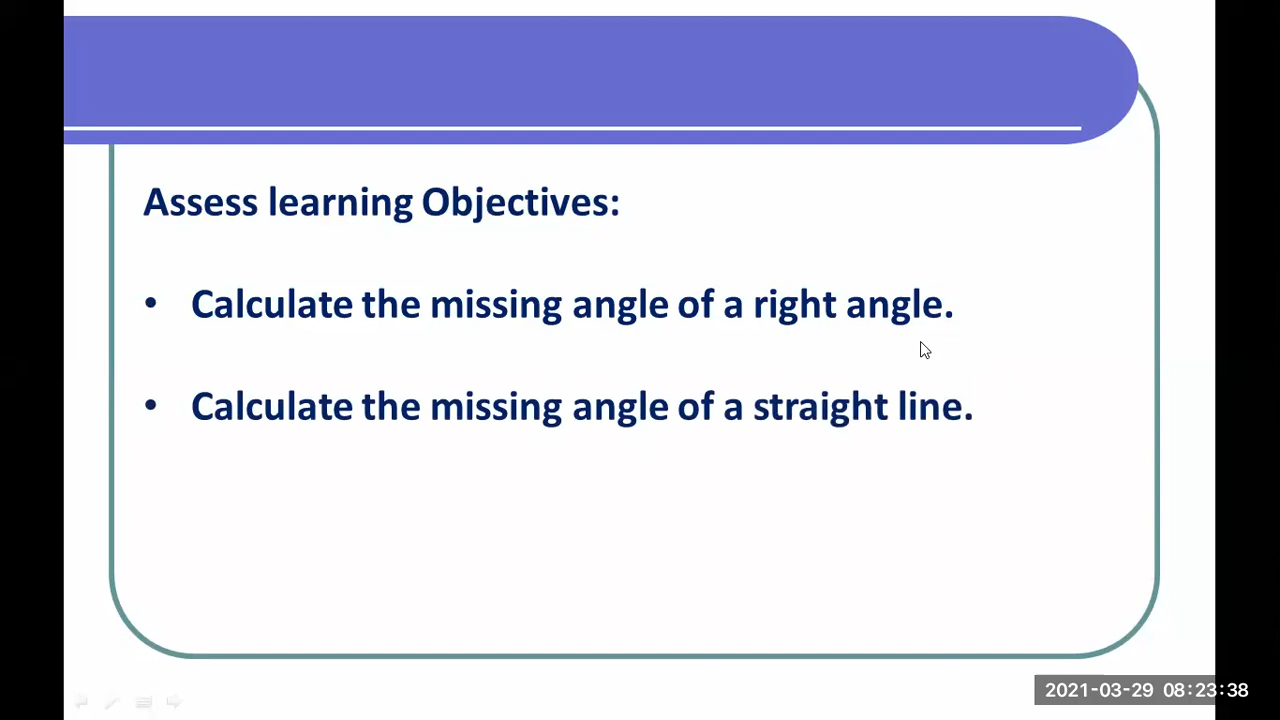 Assess learning Objectives:
• Calculate the missing angle of a right angle.
• Calculate the missing angle of a straight line.
2021-03-29 08:23:38